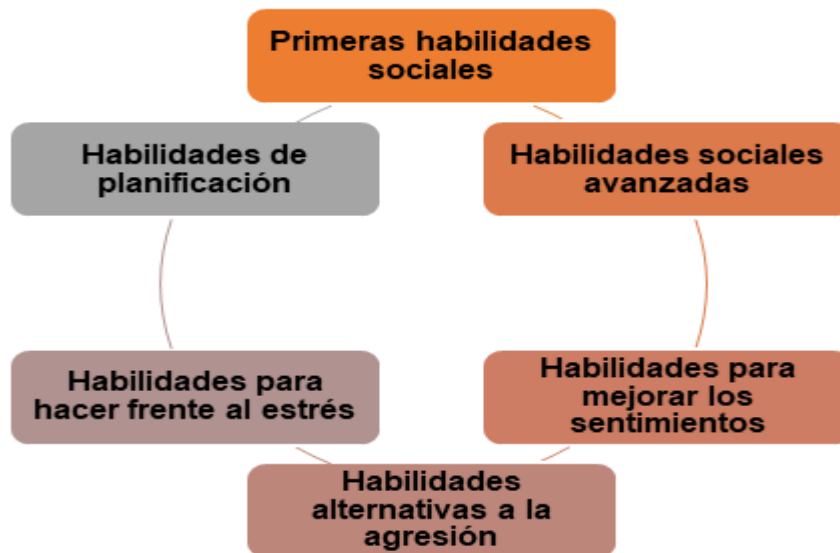 Primeras habilidades
sociales
Habilidades sociales
avanzadas
Habilidades para
mejorar los
sentimientos
Habilidades
alternativas a la
agresión
Habilidades para
hacer frente al estrés
Habilidades de
planificación